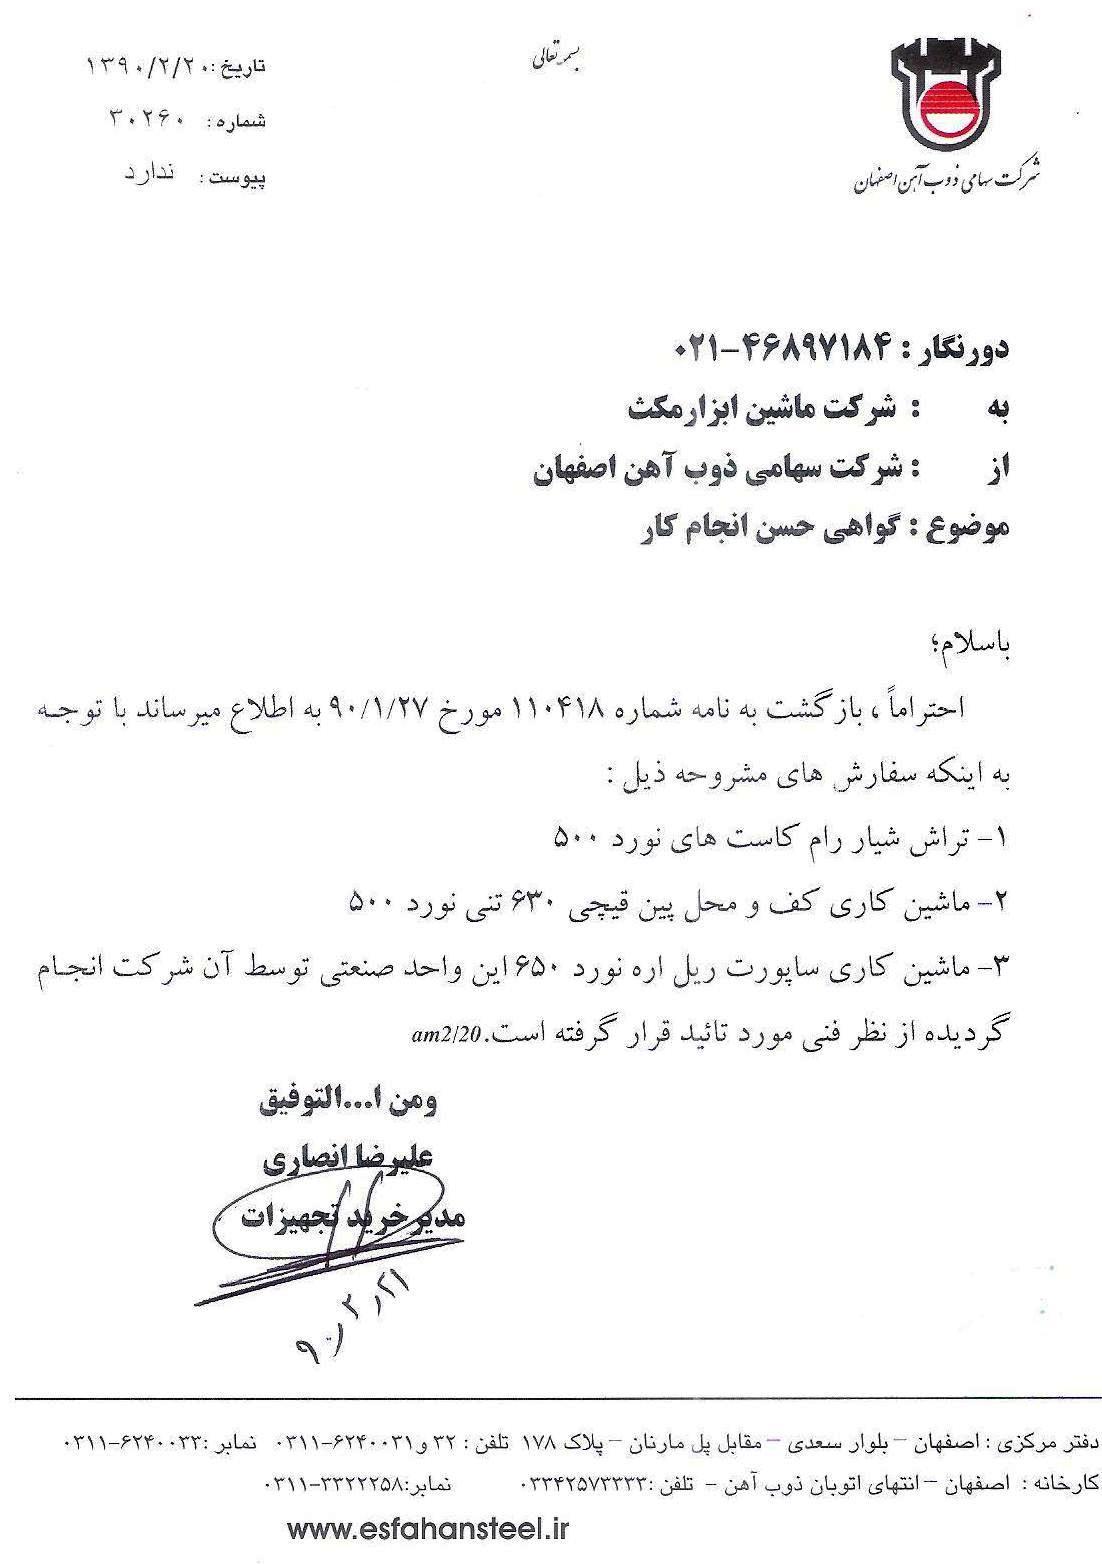 بسمه تعالی
شرکت سهامی ذوب آهن اصفهان
تاریخ: ۱۳۹۰/۲/۲۰
شماره: ۳۰۲۶۰
پیوست: ندارد
دورنگار : ۴۶۸۹۷۱۸۴-۰۲۱
به : شرکت ماشین ابزارمکث
از : شرکت سهامی ذوب آهن اصفهان
موضوع : گواهی حسن انجام کار
باسلام؛
احتراماً ، بازگشت به نامه شماره ۱۱۰۴۱۸ مورخ ۹۰/۱/۲۷ به اطلاع میرساند با توجه
به اینکه سفارش های مشروحه ذیل :
۱- تراش شیار رام کاست های نورد ۵۰۰
۲- ماشین کاری کف و محل پین قیچی ۶۳۰ تنی نورد ۵۰۰
۳- ماشین کاری ساپورت ریل اره نورد ۶۵۰ این واحد صنعتی توسط آن شرکت انجام
گردیده از نظر فنی مورد تائید قرار گرفته است.am2/20
ومن ا...التوفیق
علیرضا انصاری
مدیرخرید تجهیزات
۹۰/۲/۲۱
دفتر مرکزی : اصفهان – بلوار سعدی – مقابل پل مارنان – پلاک ۱۷۸ تلفن : ۳۲ و ۶۲۴۰۰۳۱-۰۳۱۱ نمابر :۶۲۴۰۰۳۳-۰۳۱۱
کارخانه : اصفهان – انتهای اتوبان ذوب آهن – تلفن :۰۳۳۴۲۵۷۳۳۳۳ نمابر:۳۳۲۲۲۵۸-۰۳۱۱
www.esfahansteel.ir